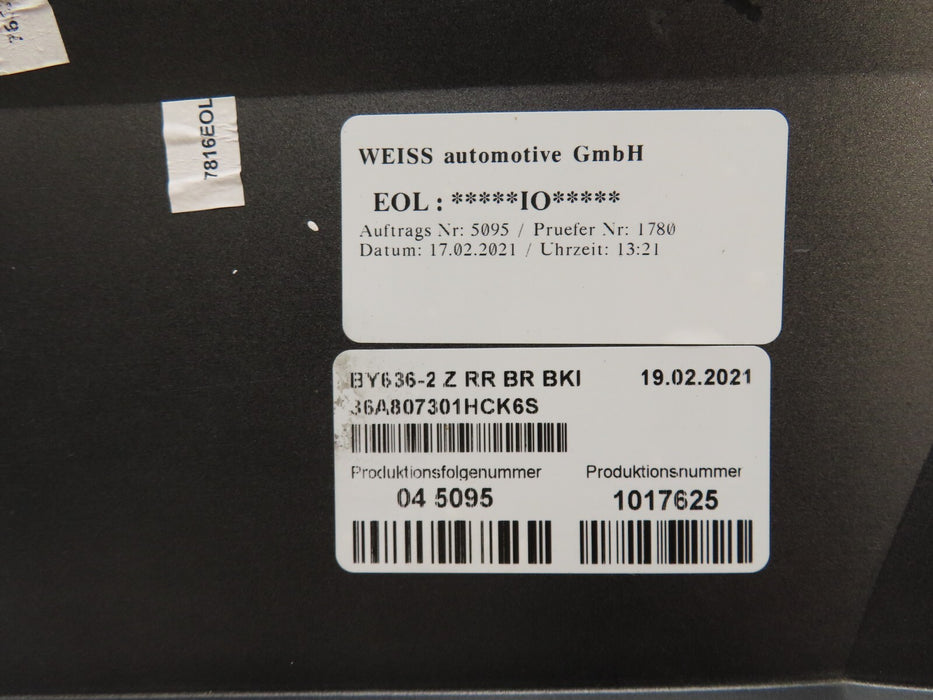 7816EOL
WEISS automotive GmbH
EOL : *****IO*****
Auftrags Nr: 5095 / Pruefer Nr: 1780
Datum: 17.02.2021 / Uhrzeit: 13:21
BY636-2 Z RR BR BKI 19.02.2021
36A807301HCK6S
Produktionsfolgenummer Produktionsnummer
04 5095 1017625